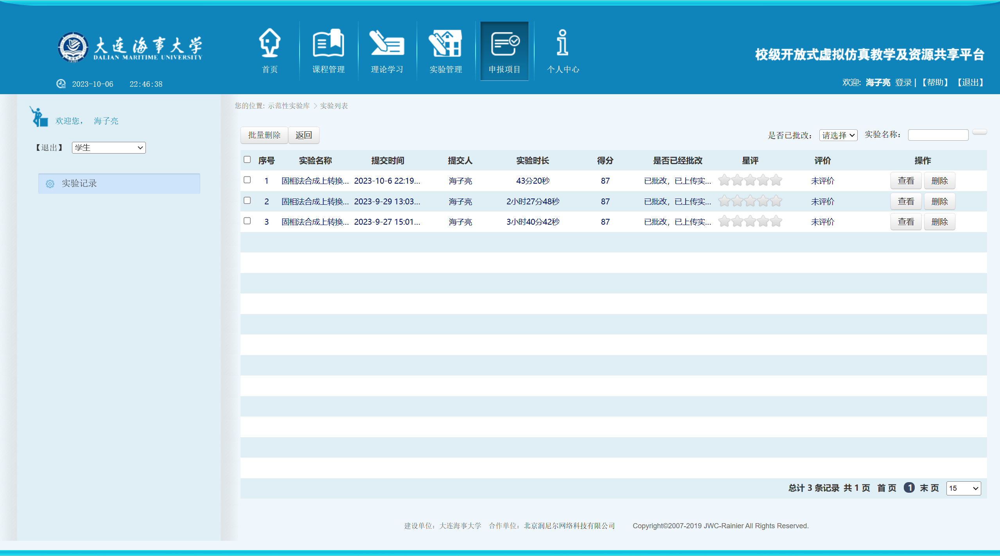 大连海事大学
DALIAN MARITIME UNIVERSITY
首页 课程管理 理论学习 实验管理 申报项目 个人中心
校级开放式虚拟仿真教学及资源共享平台
2023-10-06 22:46:38
欢迎: 海子亮 登录 | 【帮助】 【退出】
欢迎您， 海子亮
【退出】 学生
实验记录
您的位置: 示范性实验库 > 实验列表
批量删除 返回 是否已批改： 请选择 实验名称：
序号 实验名称 提交时间 提交人 实验时长 得分 是否已经批改 星评 评价 操作
1 固相法合成上转换... 2023-10-6 22:19... 海子亮 43分20秒 87 已批改，已上传实... 未评价 查看 删除
2 固相法合成上转换... 2023-9-29 13:03... 海子亮 2小时27分48秒 87 已批改，已上传实... 未评价 查看 删除
3 固相法合成上转换... 2023-9-27 15:01... 海子亮 3小时40分42秒 87 已批改，已上传实... 未评价 查看 删除
总计 3 条记录 共 1 页 首 页 1 末 页 15
建设单位：大连海事大学 合作单位：北京润尼尔网络科技有限公司 Copyright©2007-2019 JWC-Rainier All Rights Reserved.